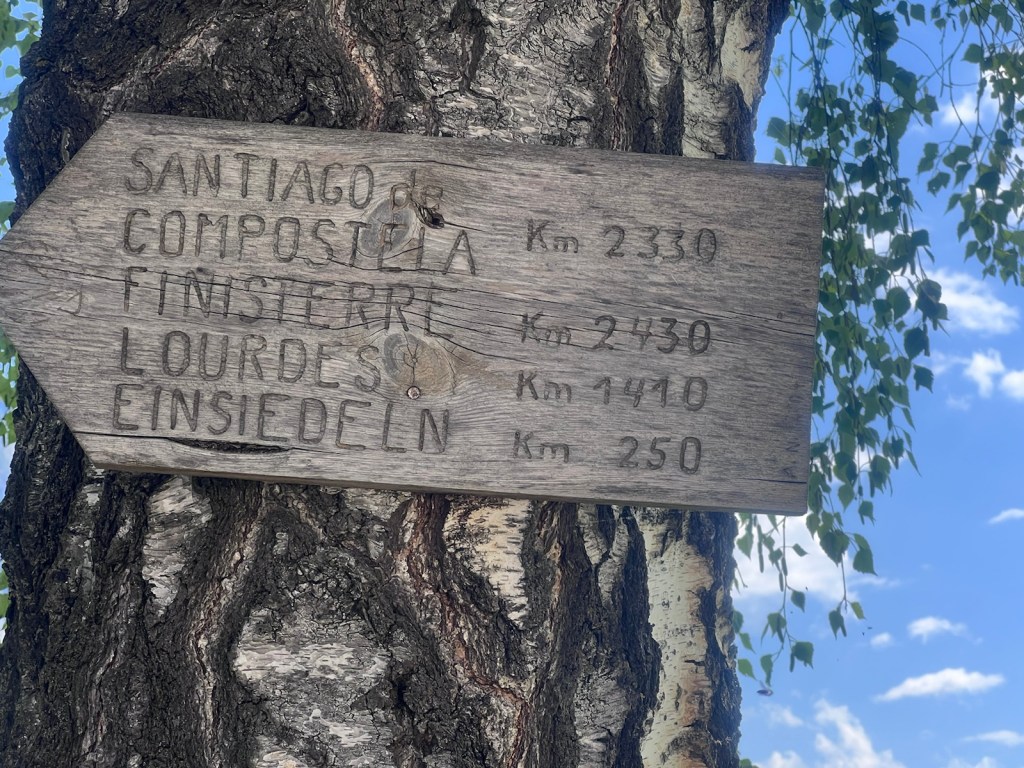 SANTIAGO de
COMPOSTELA Km 2330
FINISTERRE Km 2430
LOURDES Km 1410
EINSIEDELN Km 250